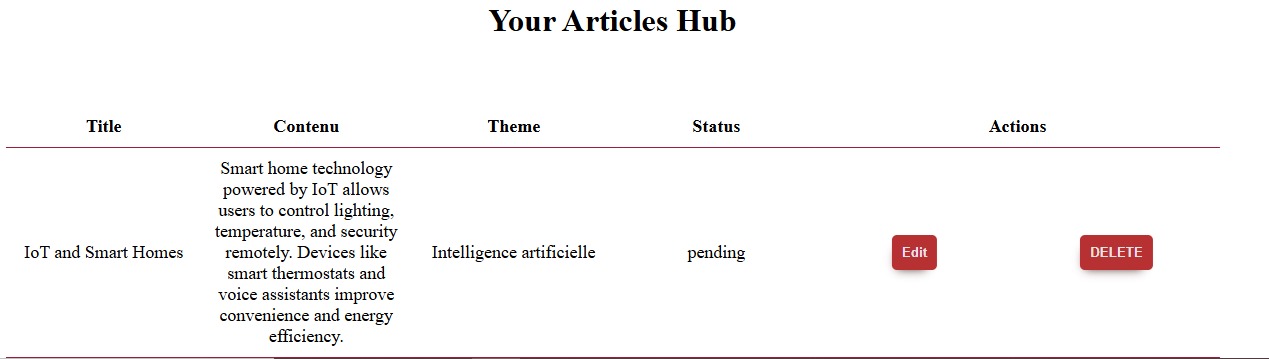 Your Articles Hub
Title Contenu Theme Status Actions
Smart home technology
powered by IoT allows
users to control lighting,
temperature, and security
IoT and Smart Homes remotely. Devices like Intelligence artificielle pending Edit DELETE
smart thermostats and
voice assistants improve
convenience and energy
efficiency.